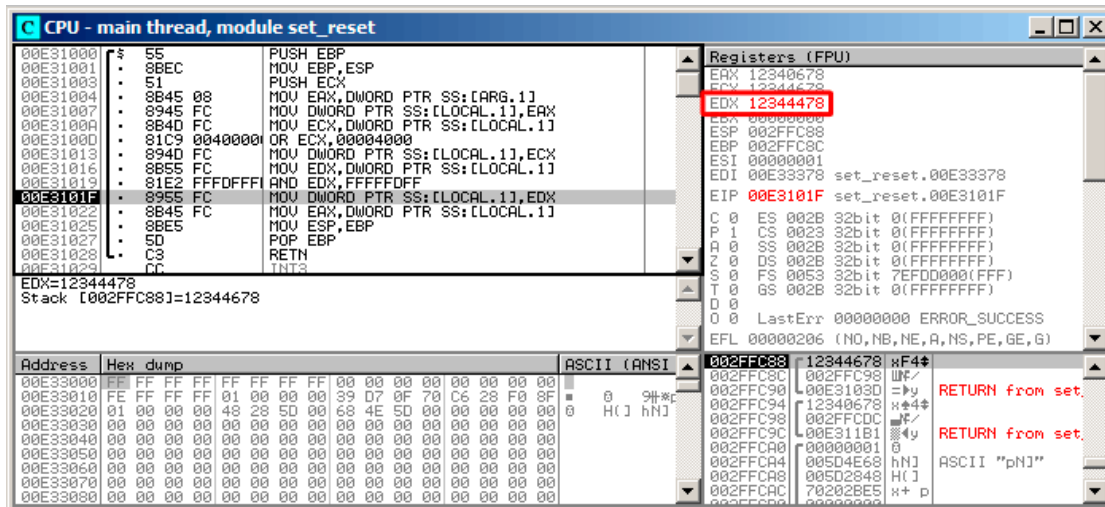 C CPU - main thread, module set_reset
00E31000 $ 55 PUSH EBP
00E31001 . 8BEC MOV EBP,ESP
00E31003 . 51 PUSH ECX
00E31004 . 8B45 08 MOV EAX,DWORD PTR SS:[ARG.1]
00E31007 . 8945 FC MOV DWORD PTR SS:[LOCAL.1],EAX
00E3100A . 8B4D FC MOV ECX,DWORD PTR SS:[LOCAL.1]
00E3100D . 81C9 00400000 OR ECX,00004000
00E31013 . 894D FC MOV DWORD PTR SS:[LOCAL.1],ECX
00E31016 . 8B55 FC MOV EDX,DWORD PTR SS:[LOCAL.1]
00E31019 . 81E2 FFFDFFFF AND EDX,FFFFFDFF
00E3101F . 8955 FC MOV DWORD PTR SS:[LOCAL.1],EDX
00E31022 . 8B45 FC MOV EAX,DWORD PTR SS:[LOCAL.1]
00E31025 . 8BE5 MOV ESP,EBP
00E31027 . 5D POP EBP
00E31028 . C3 RETN
00E31029 CC INT3
EDX=12344478
Stack [002FFC88]=12344678
Registers (FPU)
EAX 12340678
ECX 12344678
EDX 12344478
EBX 00000000
ESP 002FFC88
EBP 002FFC8C
ESI 00000001
EDI 00E33378 set_reset.00E33378
EIP 00E3101F set_reset.00E3101F
C 0 ES 002B 32bit 0(FFFFFFFF)
P 1 CS 0023 32bit 0(FFFFFFFF)
A 0 SS 002B 32bit 0(FFFFFFFF)
Z 0 DS 002B 32bit 0(FFFFFFFF)
S 0 FS 0053 32bit 7EFDD000(FFF)
T 0 GS 002B 32bit 0(FFFFFFFF)
D 0
O 0 LastErr 00000000 ERROR_SUCCESS
EFL 00000206 (NO,NB,NE,A,NS,PE,GE,G)
Address Hex dump ASCII (ANSI
00E33000 FF FF FF FF FF FF FF FF 00 00 00 00 00 00 00 00
00E33010 FE FF FF FF 01 00 00 00 39 D7 0F 70 C6 28 F0 8F
00E33020 01 00 00 00 48 28 5D 00 68 4E 5D 00 00 00 00 00 H(] hN]
00E33030 00 00 00 00 00 00 00 00 00 00 00 00 00 00 00 00
00E33040 00 00 00 00 00 00 00 00 00 00 00 00 00 00 00 00
00E33050 00 00 00 00 00 00 00 00 00 00 00 00 00 00 00 00
00E33060 00 00 00 00 00 00 00 00 00 00 00 00 00 00 00 00
00E33070 00 00 00 00 00 00 00 00 00 00 00 00 00 00 00 00
00E33080 00 00 00 00 00 00 00 00 00 00 00 00 00 00 00 00
002FFC88 12344678 xF4↕
002FFC8C 002FFC98
002FFC90 00E3103D =►y RETURN from set_
002FFC94 12340678 x♠4↕
002FFC98 002FFCDC
002FFC9C 00E311B1 ▒◄y RETURN from set_
002FFCA0 00000001
002FFCA4 005D4E68 hN] ASCII "pN]"
002FFCA8 005D2848 H(]
002FFCAC 70202BE5 x+ p